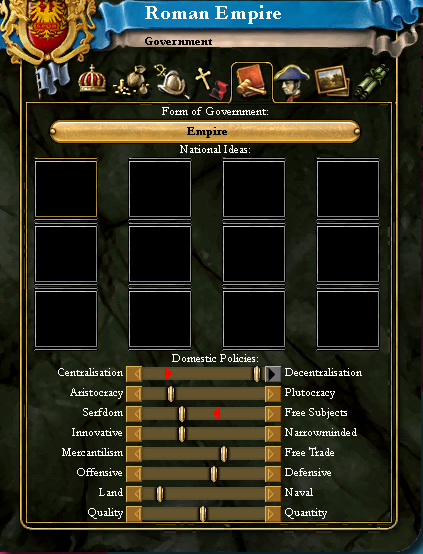 Roman Empire
Government
Form of Government:
Empire
National Ideas:
Domestic Policies:
Centralisation Decentralisation
Aristocracy Plutocracy
Serfdom Free Subjects
Innovative Narrowminded
Mercantilism Free Trade
Offensive Defensive
Land Naval
Quality Quantity